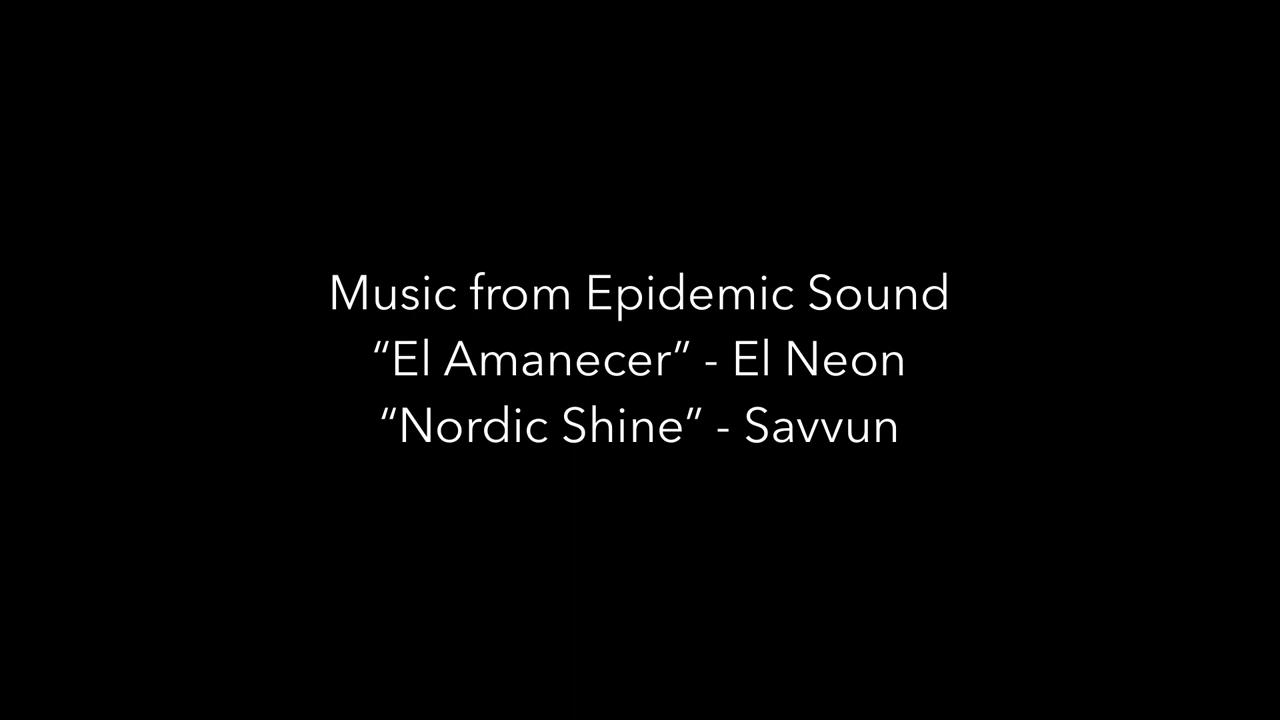 Music from Epidemic Sound
“El Amanecer” - El Neon
“Nordic Shine” - Savvun